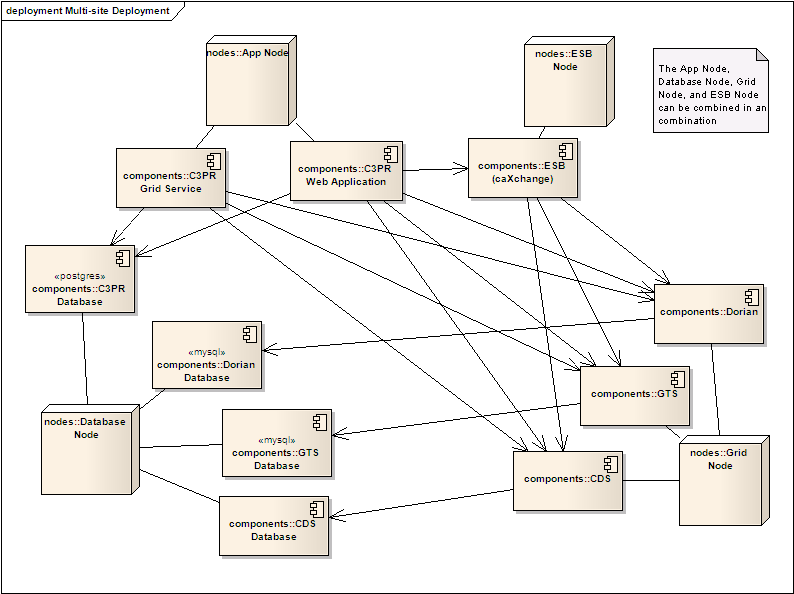 deployment Multi-site Deployment
nodes::App Node
nodes::ESB
Node
The App Node,
Database Node, Grid
Node, and ESB Node
can be combined in an
combination
components::C3PR
Grid Service
components::C3PR
Web Application
components::ESB
(caXchange)
«postgres»
components::C3PR
Database
components::Dorian
«mysql»
components::Dorian
Database
components::GTS
nodes::Database
Node
«mysql»
components::GTS
Database
nodes::Grid
Node
components::CDS
components::CDS
Database